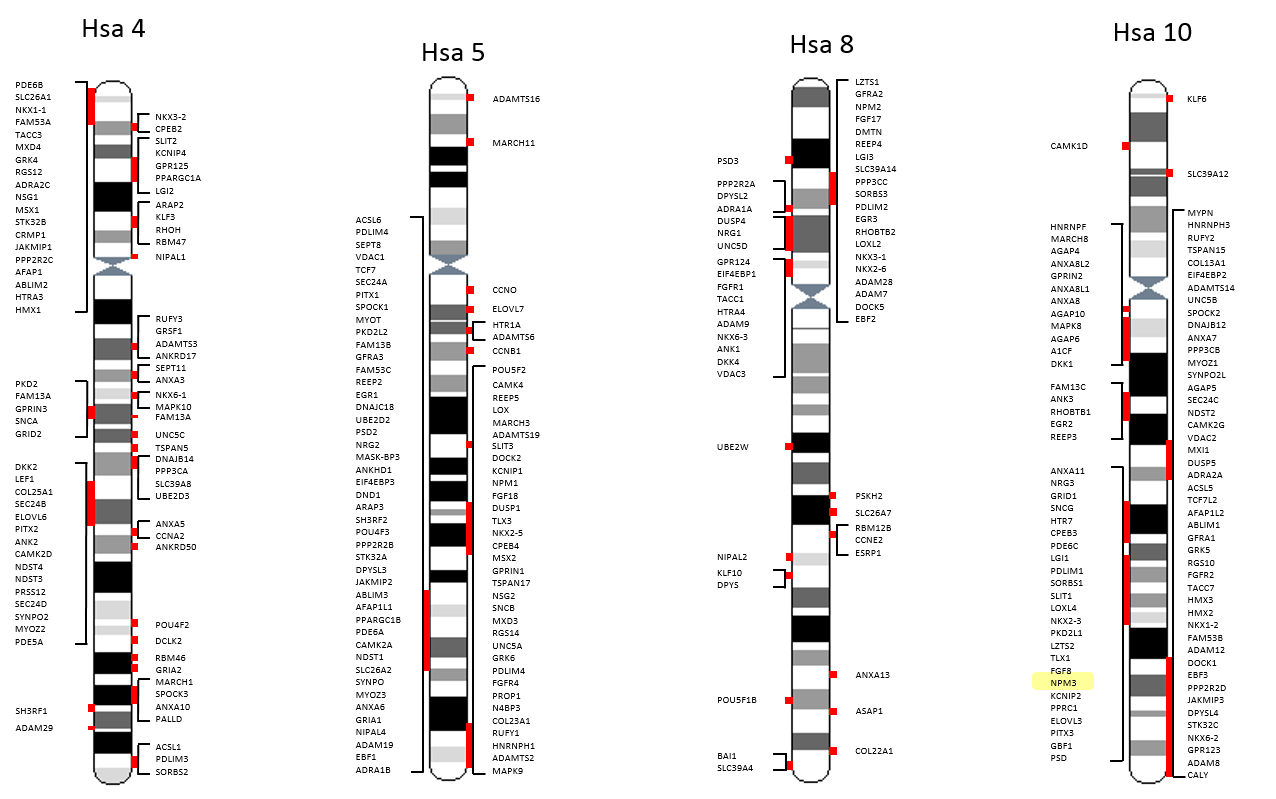 Hsa 4
PDE6B
SLC26A1
NKX1-1
FAM53A
TACC3
MXD4
GRK4
RGS12
ADRA2C
NSG1
MSX1
STK32B
CRMP1
JAKMIP1
PPP2R2C
AFAP1
ABLIM2
HTRA3
HMX1
PKD2
FAM13A
GPRIN3
SNCA
GRID2
DKK2
LEF1
COL25A1
SEC24B
ELOVL6
PITX2
ANK2
CAMK2D
NDST4
NDST3
PRSS12
SEC24D
SYNPO2
MYOZ2
PDE5A
SH3RF1
ADAM29
NKX3-2
CPEB2
SLIT2
KCNIP4
GPR125
PPARGC1A
LGI2
ARAP2
KLF3
RHOH
RBM47
NIPAL1
RUFY3
GRSF1
ADAMTS3
ANKRD17
SEPT11
ANXA3
NKX6-1
MAPK10
FAM13A
UNC5C
TSPAN5
DNAJB14
PPP3CA
SLC39A8
UBE2D3
ANXA5
CCNA2
ANKRD50
POU4F2
DCLK2
RBM46
GRIA2
MARCH1
SPOCK3
ANXA10
PALLD
ACSL1
PDLIM3
SORBS2
Hsa 5
ACSL6
PDLIM4
SEPT8
VDAC1
TCF7
SEC24A
PITX1
SPOCK1
MYOT
PKD2L2
FAM13B
GFRA3
FAM53C
REEP2
EGR1
DNAJC18
UBE2D2
PSD2
NRG2
MASK-BP3
ANKHD1
EIF4EBP3
DND1
ARAP3
SH3RF2
POU4F3
PPP2R2B
STK32A
DPYSL3
JAKMIP2
ABLIM3
AFAP1L1
PPARGC1B
PDE6A
CAMK2A
NDST1
SLC26A2
SYNPO
MYOZ3
ANXA6
GRIA1
NIPAL4
ADAM19
EBF1
ADRA1B
ADAMTS16
MARCH11
CCNO
ELOVL7
HTR1A
ADAMTS6
CCNB1
POU5F2
CAMK4
REEP5
LOX
MARCH3
ADAMTS19
SLIT3
DOCK2
KCNIP1
NPM1
FGF18
DUSP1
TLX3
NKX2-5
CPEB4
MSX2
GPRIN1
TSPAN17
NSG2
SNCB
MXD3
RGS14
UNC5A
GRK6
PDLIM4
FGFR4
PROP1
N4BP3
COL23A1
RUFY1
HNRNPH1
ADAMTS2
MAPK9
Hsa 8
PSD3
PPP2R2A
DPYSL2
ADRA1A
DUSP4
NRG1
UNC5D
GPR124
EIF4EBP1
FGFR1
TACC1
HTRA4
ADAM9
NKX6-3
ANK1
DKK4
VDAC3
UBE2W
NIPAL2
KLF10
DPYS
POU5F1B
BAI1
SLC39A4
LZTS1
GFRA2
NPM2
FGF17
DMTN
REEP4
LGI3
SLC39A14
PPP3CC
SORBS3
PDLIM2
EGR3
RHOBTB2
LOXL2
NKX3-1
NKX2-6
ADAM28
ADAM7
DOCK5
EBF2
PSKH2
SLC26A7
RBM12B
CCNE2
ESRP1
ANXA13
ASAP1
COL22A1
Hsa 10
CAMK1D
HNRNPF
MARCH8
AGAP4
ANXA8L2
GPRIN2
ANXA8L1
ANXA8
AGAP10
MAPK8
AGAP6
A1CF
DKK1
FAM13C
ANK3
RHOBTB1
EGR2
REEP3
ANXA11
NRG3
GRID1
SNCG
HTR7
CPEB3
PDE6C
LGI1
PDLIM1
SORBS1
SLIT1
LOXL4
NKX2-3
PKD2L1
LZTS2
TLX1
FGF8
NPM3
KCNIP2
PPRC1
ELOVL3
PITX3
GBF1
PSD
KLF6
SLC39A12
MYPN
HNRNPH3
RUFY2
TSPAN15
COL13A1
EIF4EBP2
ADAMTS14
UNC5B
SPOCK2
DNAJB12
ANXA7
PPP3CB
MYOZ1
SYNPO2L
AGAP5
SEC24C
NDST2
CAMK2G
VDAC2
MXI1
DUSP5
ADRA2A
ACSL5
TCF7L2
AFAP1L2
ABLIM1
GFRA1
GRK5
RGS10
FGFR2
TACC7
HMX3
HMX2
NKX1-2
FAM53B
ADAM12
DOCK1
EBF3
PPP2R2D
JAKMIP3
DPYSL4
STK32C
NKX6-2
GPR123
ADAM8
CALY